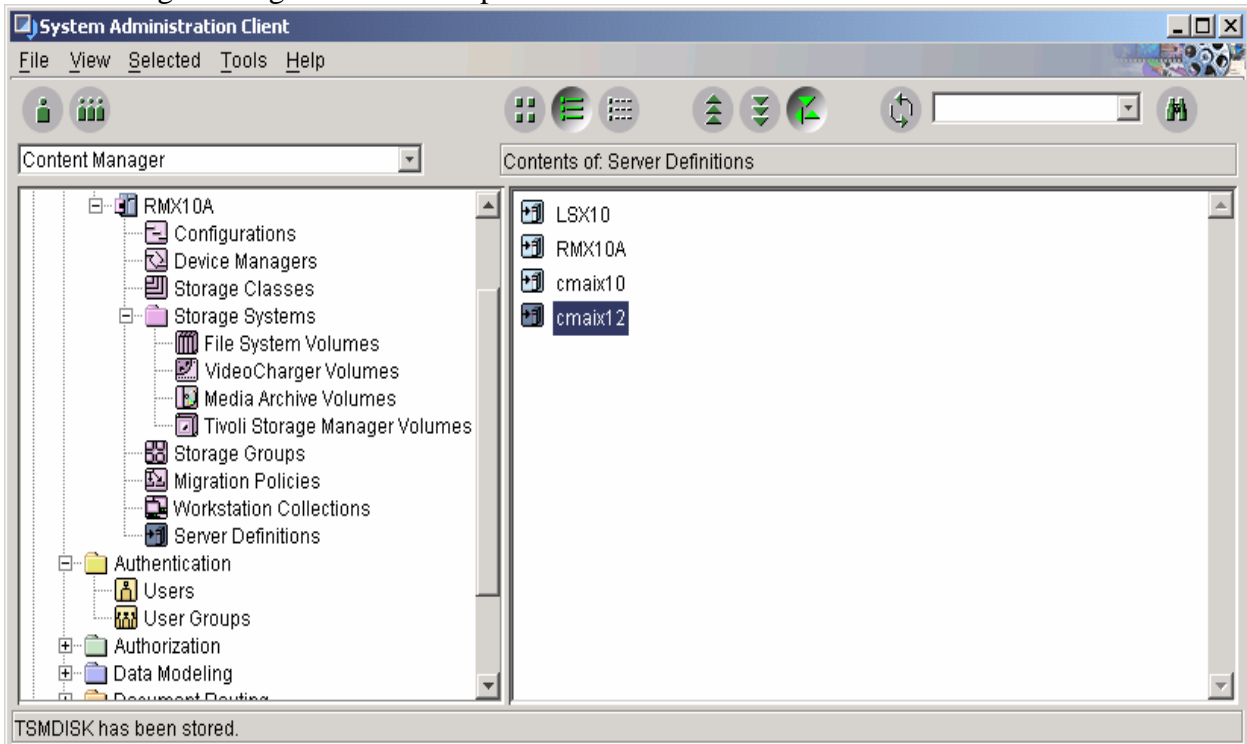 System Administration Client
File View Selected Tools Help
Content Manager
Contents of: Server Definitions
RMX10A
Configurations
Device Managers
Storage Classes
Storage Systems
File System Volumes
VideoCharger Volumes
Media Archive Volumes
Tivoli Storage Manager Volumes
Storage Groups
Migration Policies
Workstation Collections
Server Definitions
Authentication
Users
User Groups
Authorization
Data Modeling
Document Routing
LSX10
RMX10A
cmaix10
cmaix12
TSMDISK has been stored.